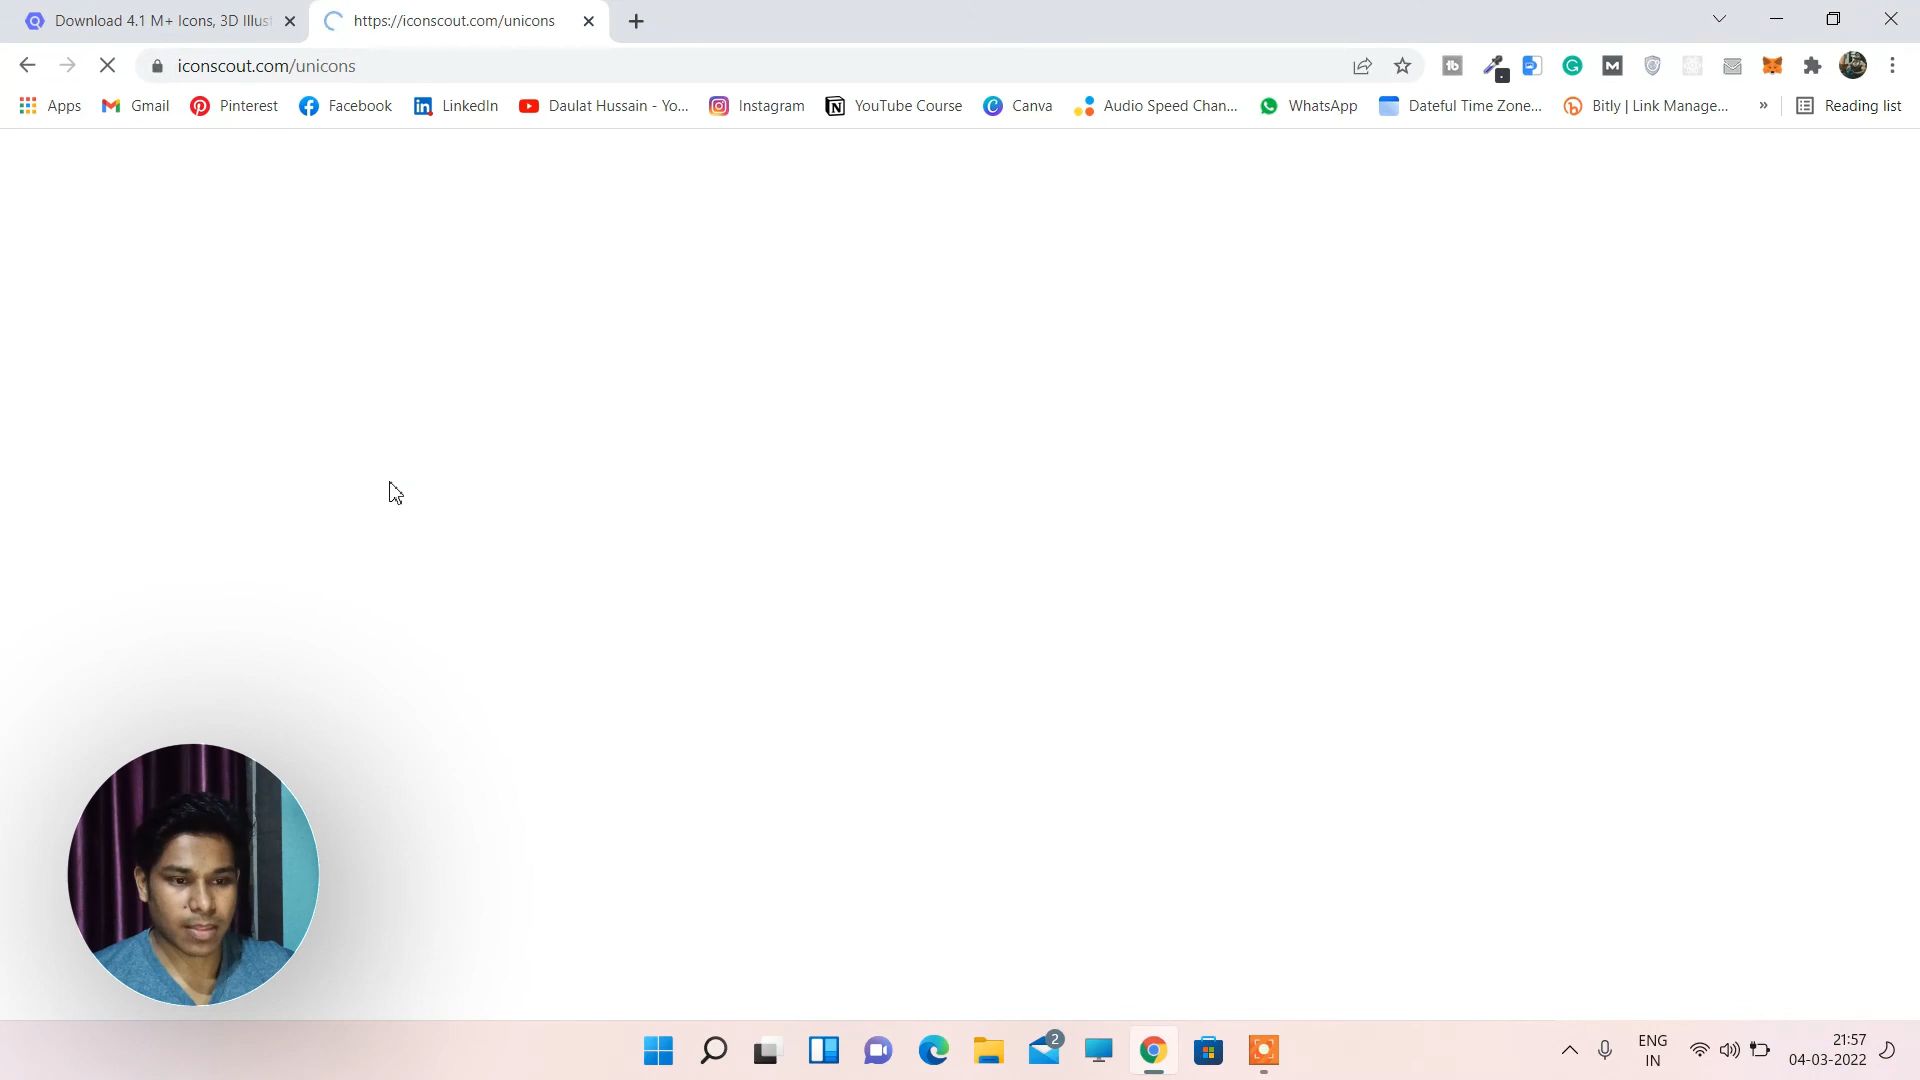 Download 4.1 M+ Icons, 3D Illust
https://iconscout.com/unicons
iconscout.com/unicons
Apps Gmail Pinterest Facebook LinkedIn Daulat Hussain - Yo... Instagram YouTube Course Canva Audio Speed Chan... WhatsApp Dateful Time Zone... Bitly | Link Manage... » Reading list
2
ENG
IN
21:57
04-03-2022